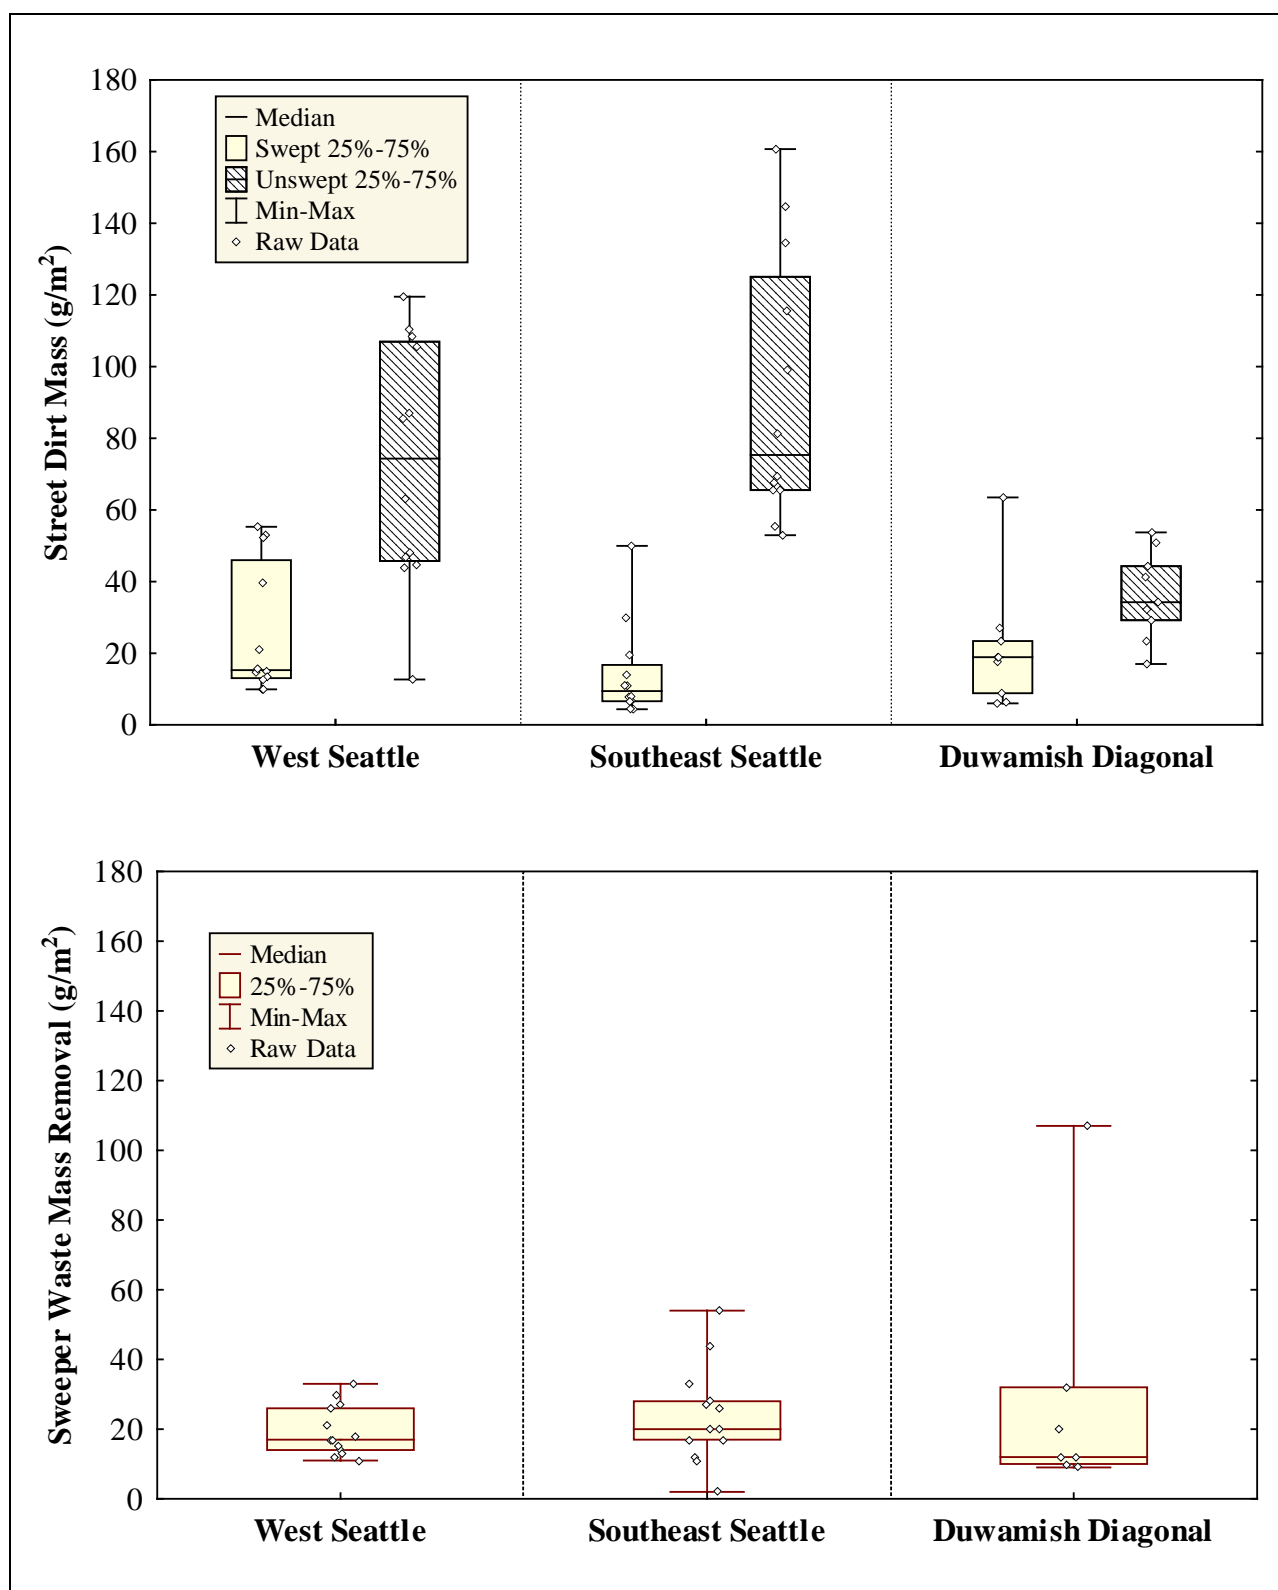 180
160
140
120
100
80
60
40
20
0
Street Dirt Mass (g/m²)
Median
Swept 25%-75%
Unswept 25%-75%
Min-Max
Raw Data
West Seattle
Southeast Seattle
Duwamish Diagonal
180
160
140
120
100
80
60
40
20
0
Sweeper Waste Mass Removal (g/m²)
Median
25%-75%
Min-Max
Raw Data
West Seattle
Southeast Seattle
Duwamish Diagonal